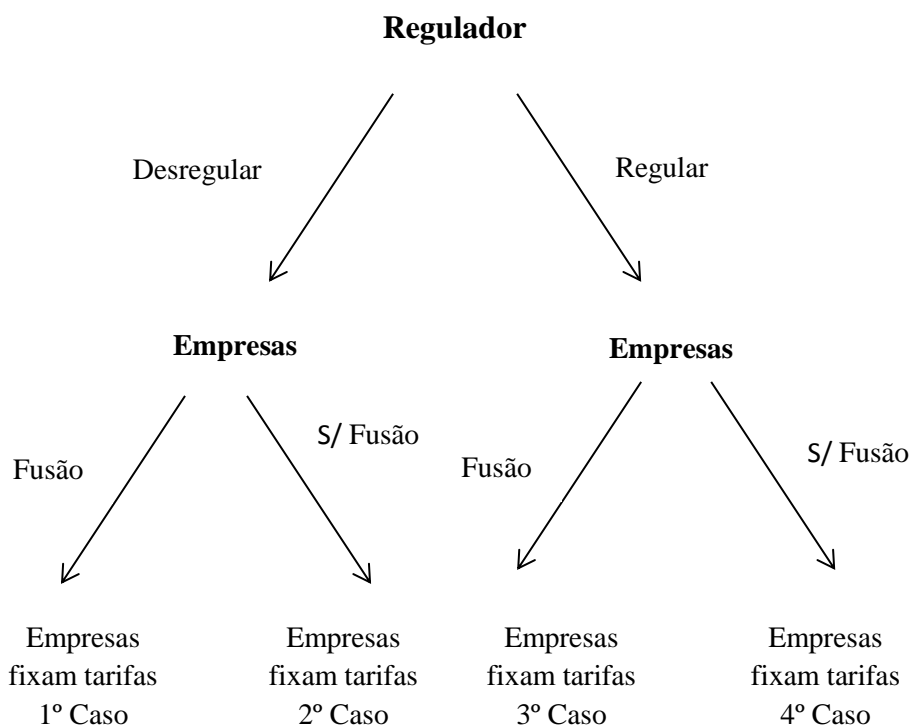 Regulador
Desregular
Regular
Empresas
Empresas
Fusão
S/ Fusão
Fusão
S/ Fusão
Empresas
fixam tarifas
1º Caso
Empresas
fixam tarifas
2º Caso
Empresas
fixam tarifas
3º Caso
Empresas
fixam tarifas
4º Caso